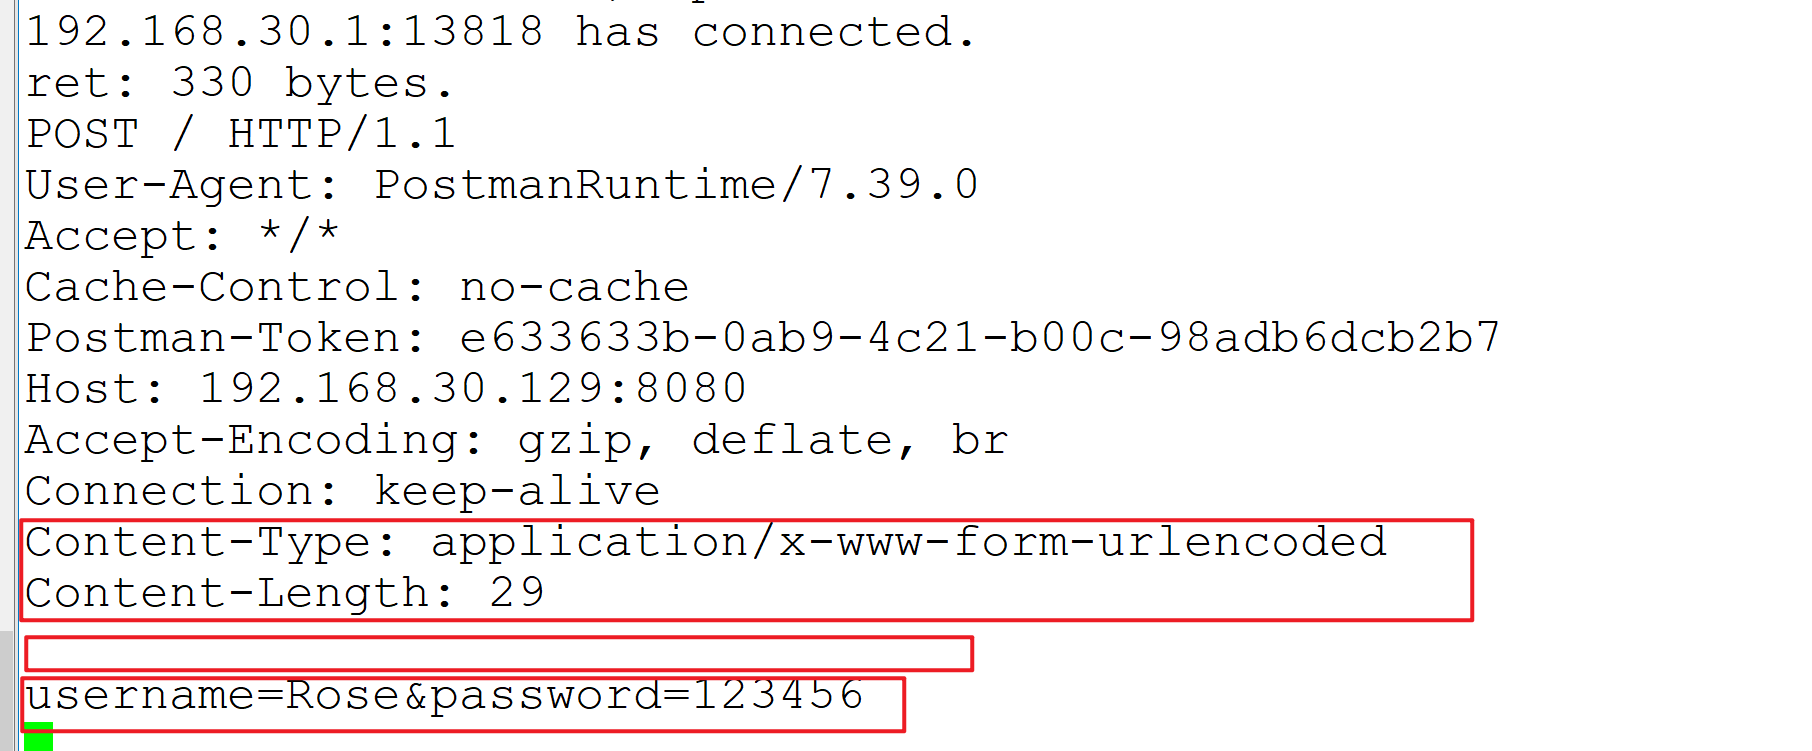 192.168.30.1:13818 has connected.
ret: 330 bytes.
POST / HTTP/1.1
User-Agent: PostmanRuntime/7.39.0
Accept: */*
Cache-Control: no-cache
Postman-Token: e633633b-0ab9-4c21-b00c-98adb6dcb2b7
Host: 192.168.30.129:8080
Accept-Encoding: gzip, deflate, br
Connection: keep-alive
Content-Type: application/x-www-form-urlencoded
Content-Length: 29
username=Rose&password=123456